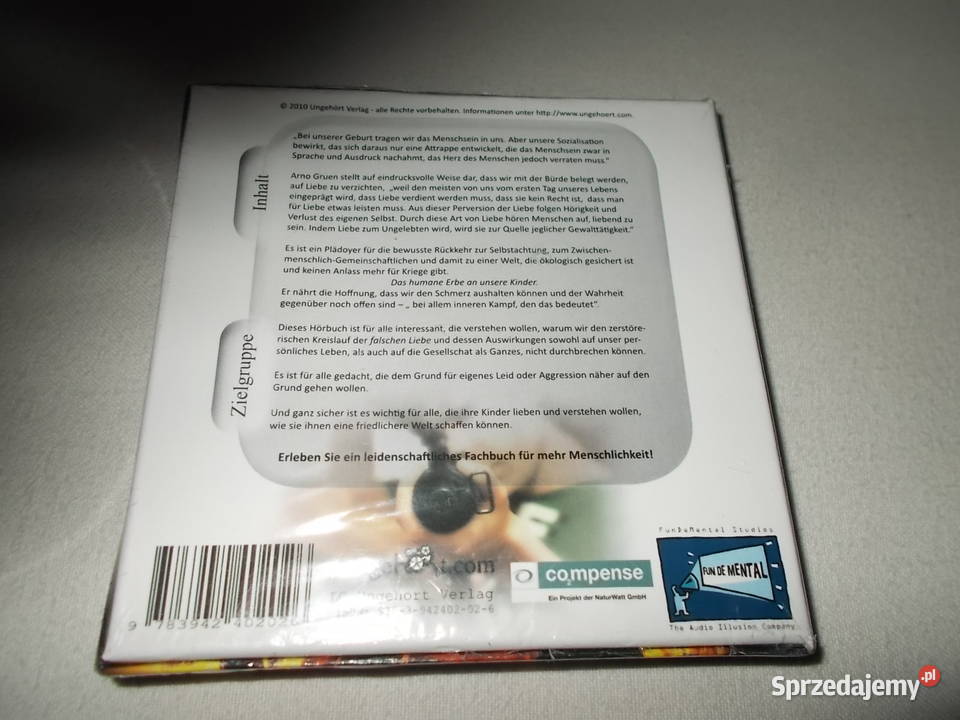 © 2010 Ungehört Verlag - alle Rechte vorbehalten. Informationen unter http://www.ungehoert.com.
Inhalt
„Bei unserer Geburt tragen wir das Menschsein in uns. Aber unsere Sozialisation
bewirkt, das sich daraus nur eine Attrappe entwickelt, die das Menschsein zwar in
Sprache und Ausdruck nachahmt, das Herz des Menschen jedoch verraten muss."
Arno Gruen stellt auf eindrucksvolle Weise dar, dass wir mit der Bürde belegt werden,
auf Liebe zu verzichten, „weil den meisten von uns vom ersten Tag unseres Lebens
eingeprägt wird, dass Liebe verdient werden muss, dass sie kein Recht ist, dass man
für Liebe etwas leisten muss. Aus dieser Perversion der Liebe folgen Hörigkeit und
Verlust des eigenen Selbst. Durch diese Art von Liebe hören Menschen auf, liebend zu
sein. Indem Liebe zum Ungelebten wird, wird sie zur Quelle jeglicher Gewalttätigkeit."
Es ist ein Plädoyer für die bewusste Rückkehr zur Selbstachtung, zum Zwischen-
menschlich-Gemeinschaftlichen und damit zu einer Welt, die ökologisch gesichert ist
und keinen Anlass mehr für Kriege gibt.
Das humane Erbe an unsere Kinder.
Er nährt die Hoffnung, dass wir den Schmerz aushalten können und der Wahrheit
gegenüber noch offen sind – „ bei allem inneren Kampf, den das bedeutet".
Zielgruppe
Dieses Hörbuch ist für alle interessant, die verstehen wollen, warum wir den zerstöre-
rischen Kreislauf der falschen Liebe und dessen Auswirkungen sowohl auf unser per-
sönliches Leben, als auch auf die Gesellschat als Ganzes, nicht durchbrechen können.
Es ist für alle gedacht, die dem Grund für eigenes Leid oder Aggression näher auf den
Grund gehen wollen.
Und ganz sicher ist es wichtig für alle, die ihre Kinder lieben und verstehen wollen,
wie sie ihnen eine friedlichere Welt schaffen können.
Erleben Sie ein leidenschaftliches Fachbuch für mehr Menschlichkeit!
Ungehört Verlag
-3-942402-02-6
9 783942 40202
co2mpense
Ein Projekt der NaturWatt GmbH
FunDeMental Studios
FUN DE MENTAL
The Audio Illusion Company
Sprzedajemy.pl